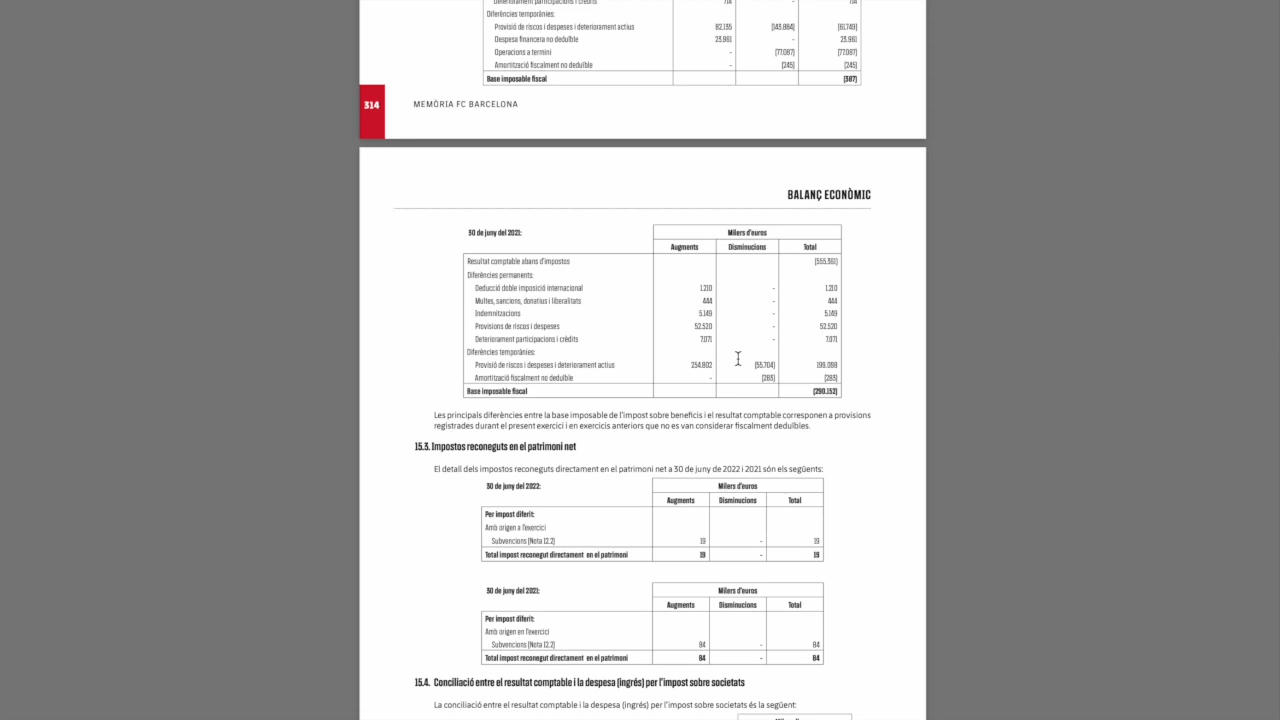 Deteriorament participacions i crèdits 714 - 714
Diferències temporànies:
Provisió de riscos i despeses i deteriorament actius 82.135 (143.884) (61.749)
Despesa financera no deduïble 23.961 - 23.961
Operacions a termini - (77.087) (77.087)
Amortització fiscalment no deduïble - (245) (245)
Base imposable fiscal (387)
314 MEMÒRIA FC BARCELONA
BALANÇ ECONÒMIC
30 de juny del 2021: Milers d'euros
Augments Disminucions Total
Resultat comptable abans d'impostos (555.361)
Diferències permanents:
Deducció doble imposició internacional 1.210 - 1.210
Multes, sancions, donatius i liberalitats 444 - 444
Indemnitzacions 5.149 - 5.149
Provisions de riscos i despeses 52.520 - 52.520
Deteriorament participacions i crèdits 7.071 - 7.071
Diferències temporànies:
Provisió de riscos i despeses i deteriorament actius 254.802 (55.704) 199.098
Amortització fiscalment no deduïble - (283) (283)
Base imposable fiscal (290.152)
Les principals diferències entre la base imposable de l'impost sobre beneficis i el resultat comptable corresponen a provisions
registrades durant el present exercici i en exercicis anteriors que no es van considerar fiscalment deduïbles.
15.3. Impostos reconeguts en el patrimoni net
El detall dels impostos reconeguts directament en el patrimoni net a 30 de juny de 2022 i 2021 són els següents:
30 de juny del 2022: Milers d'euros
Augments Disminucions Total
Per impost diferit:
Amb origen a l'exercici
Subvencions (Nota 12.2) 19 - 19
Total impost reconegut directament en el patrimoni 19 - 19
30 de juny del 2021: Milers d'euros
Augments Disminucions Total
Per impost diferit:
Amb origen en l'exercici
Subvencions (Nota 12.2) 84 - 84
Total impost reconegut directament en el patrimoni 84 - 84
15.4. Conciliació entre el resultat comptable i la despesa (ingrés) per l'impost sobre societats
La conciliació entre el resultat comptable i la despesa (ingrés) per l'impost sobre societats és la següent: